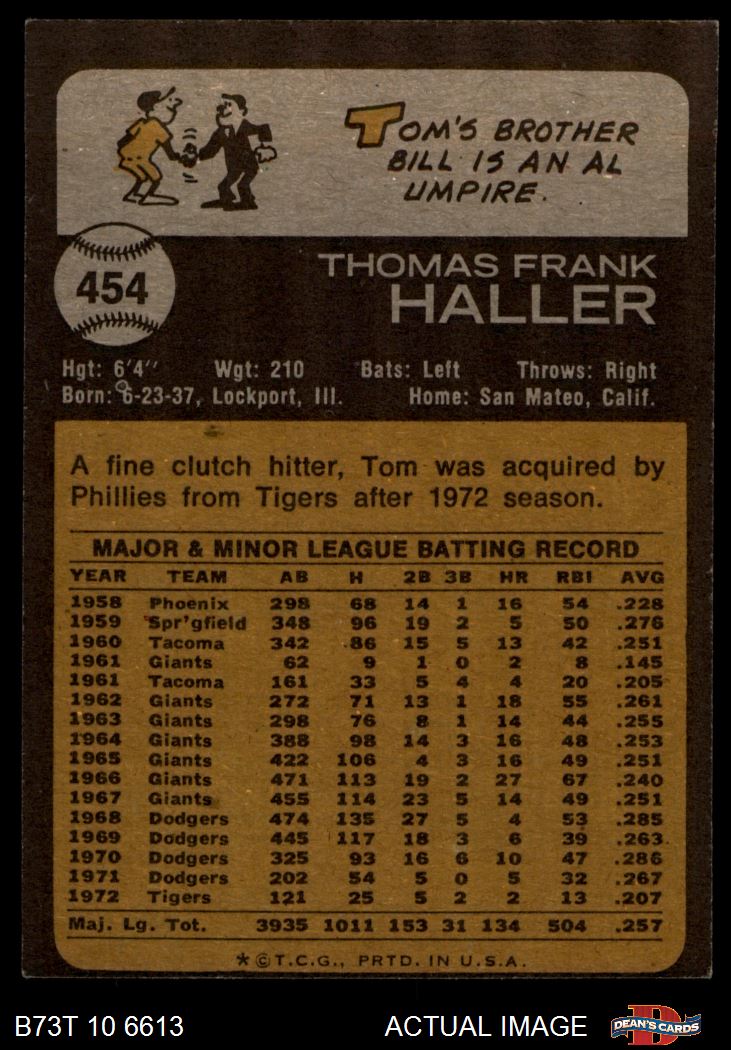 TOM'S BROTHER
BILL IS AN AL
UMPIRE.
454
THOMAS FRANK
HALLER
Hgt: 6'4" Wgt: 210 Bats: Left Throws: Right
Born: 6-23-37, Lockport, Ill. Home: San Mateo, Calif.
A fine clutch hitter, Tom was acquired by
Phillies from Tigers after 1972 season.
MAJOR & MINOR LEAGUE BATTING RECORD
YEAR TEAM AB H 2B 3B HR RBI AVG
1958 Phoenix 298 68 14 1 16 54 .228
1959 Spr'gfield 348 96 19 2 5 50 .276
1960 Tacoma 342 86 15 5 13 42 .251
1961 Giants 62 9 1 0 2 8 .145
1961 Tacoma 161 33 5 4 4 20 .205
1962 Giants 272 71 13 1 18 55 .261
1963 Giants 298 76 8 1 14 44 .255
1964 Giants 388 98 14 3 16 48 .253
1965 Giants 422 106 4 3 16 49 .251
1966 Giants 471 113 19 2 27 67 .240
1967 Giants 455 114 23 5 14 49 .251
1968 Dodgers 474 135 27 5 4 53 .285
1969 Dodgers 445 117 18 3 6 39 .263
1970 Dodgers 325 93 16 6 10 47 .286
1971 Dodgers 202 54 5 0 5 32 .267
1972 Tigers 121 25 5 2 2 13 .207
Maj. Lg. Tot. 3935 1011 153 31 134 504 .257
*©T.C.G., PRTD. IN U.S.A.
B73T 10 6613 ACTUAL IMAGE D DEAN'S CARDS